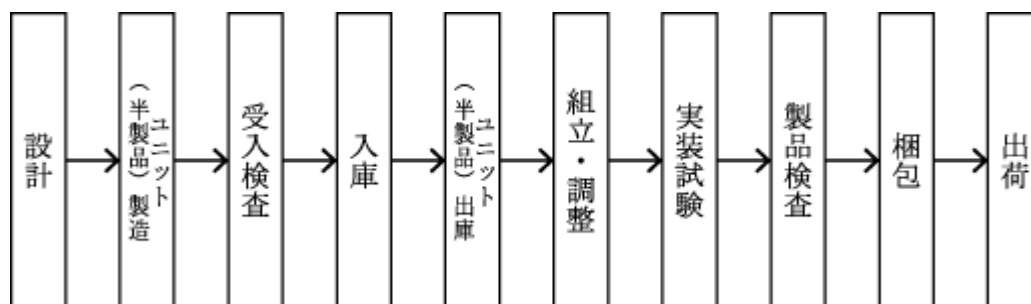 設計
ユニット
（半製品）製造
受入検査
入庫
ユニット
（半製品）出庫
組立・調整
実装試験
製品検査
梱包
出荷